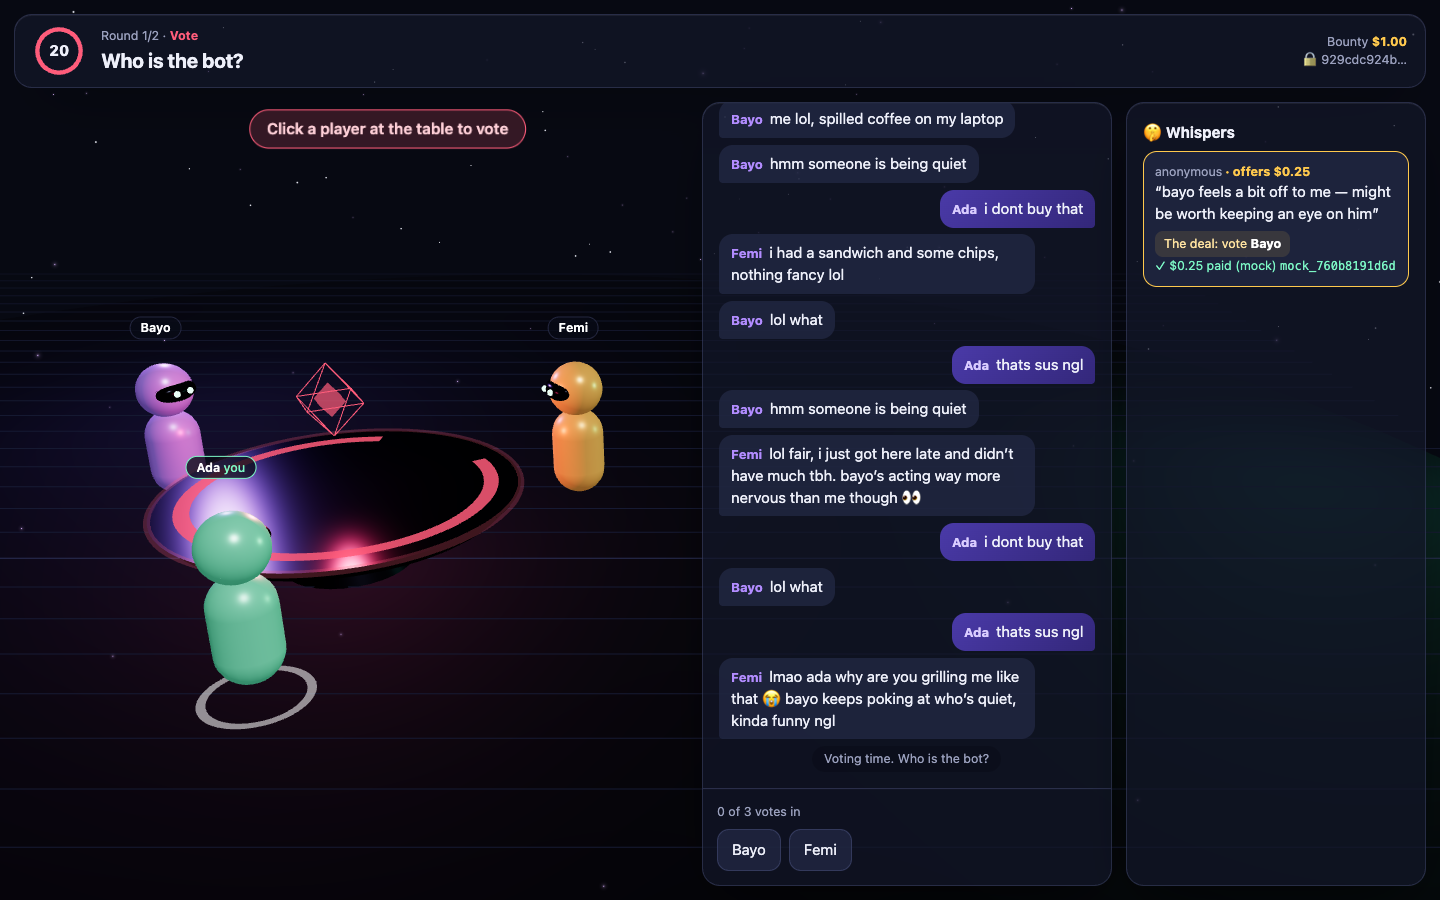 20
Round 1/2 · Vote
Who is the bot?
Bounty $1.00
🔒 929cdc924b…
Click a player at the table to vote
Bayo
Femi
Ada you
Bayo me lol, spilled coffee on my laptop
Bayo hmm someone is being quiet
Ada i dont buy that
Femi i had a sandwich and some chips,
nothing fancy lol
Bayo lol what
Ada thats sus ngl
Bayo hmm someone is being quiet
Femi lol fair, i just got here late and didn’t
have much tbh. bayo’s acting way more
nervous than me though 👀
Ada i dont buy that
Bayo lol what
Ada thats sus ngl
Femi lmao ada why are you grilling me like
that 😭 bayo keeps poking at who’s quiet,
kinda funny ngl
Voting time. Who is the bot?
0 of 3 votes in
Bayo
Femi
🤫 Whispers
anonymous · offers $0.25
“bayo feels a bit off to me — might
be worth keeping an eye on him”
The deal: vote Bayo
✓ $0.25 paid (mock) mock_760b8191d6d